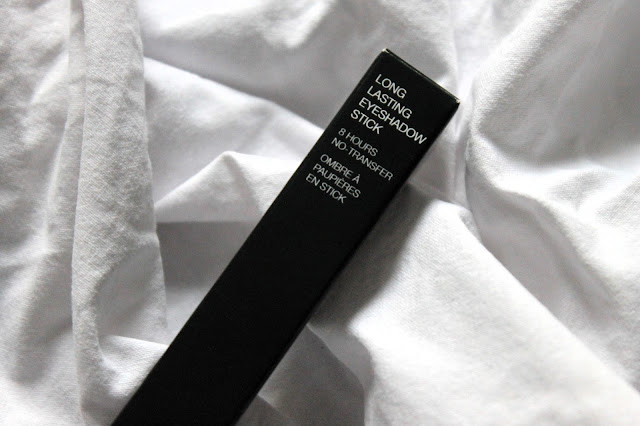 LONG
LASTING
EYESHADOW
STICK
8 HOURS
NO-TRANSFER
OMBRE À
PAUPIÈRES
EN STICK